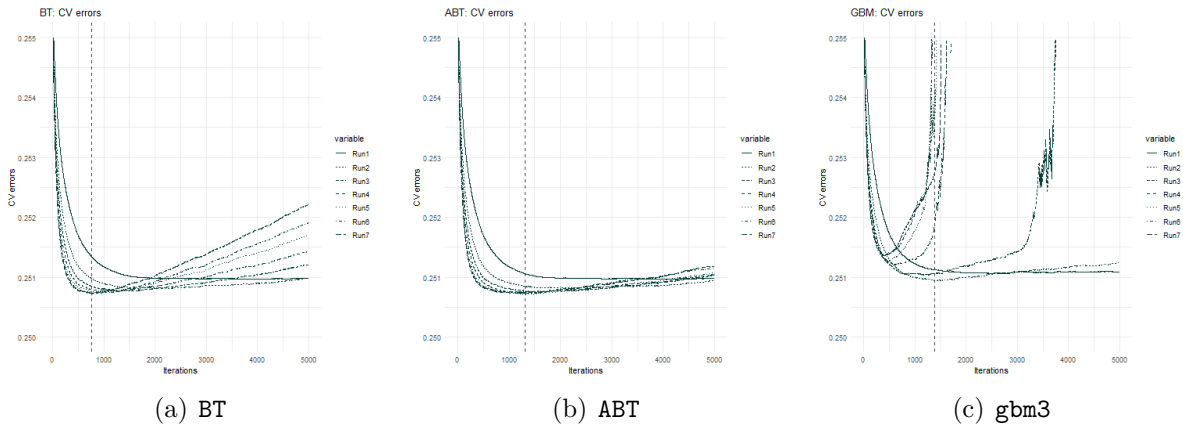 BT: CV errors
0.255
0.254
0.253
0.252
0.251
0.250
CV errors
0
1000
2000
3000
4000
5000
Iterations
variable
Run1
Run2
Run3
Run4
Run5
Run6
Run7
(a) BT
ABT: CV errors
0.255
0.254
0.253
0.252
0.251
0.250
CV errors
0
1000
2000
3000
4000
5000
Iterations
variable
Run1
Run2
Run3
Run4
Run5
Run6
Run7
(b) ABT
GBM: CV errors
0.255
0.254
0.253
0.252
0.251
0.250
CV errors
0
1000
2000
3000
4000
5000
Iterations
variable
Run1
Run2
Run3
Run4
Run5
Run6
Run7
(c) gbm3